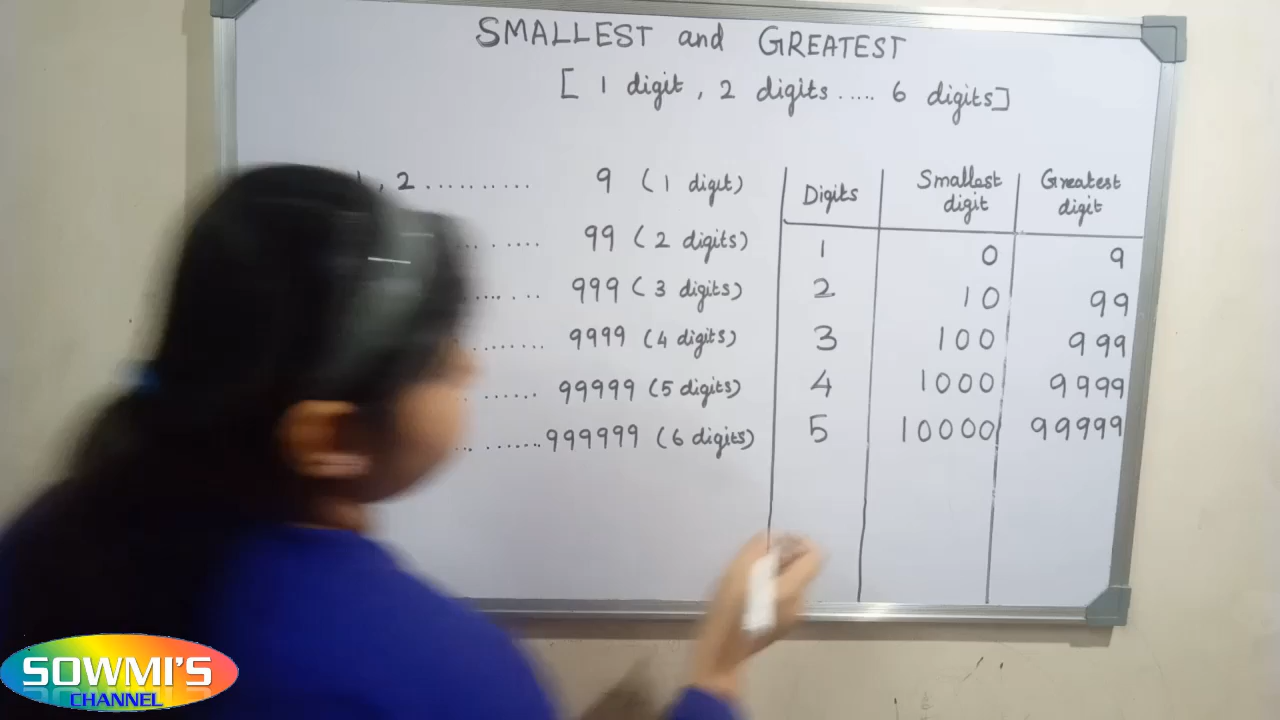 SMALLEST and GREATEST
[ 1 digit, 2 digits ..... 6 digits]
1, 2 .......... 9 (1 digit)
........ 99 (2 digits)
....... 999 (3 digits)
......... 9999 (4 digits)
...... 99999 (5 digits)
......... 999999 (6 digits)
Digits Smallest digit Greatest digit
1 0 9
2 10 99
3 100 999
4 1000 9999
5 10000 99999
SOWMI'S
CHANNEL